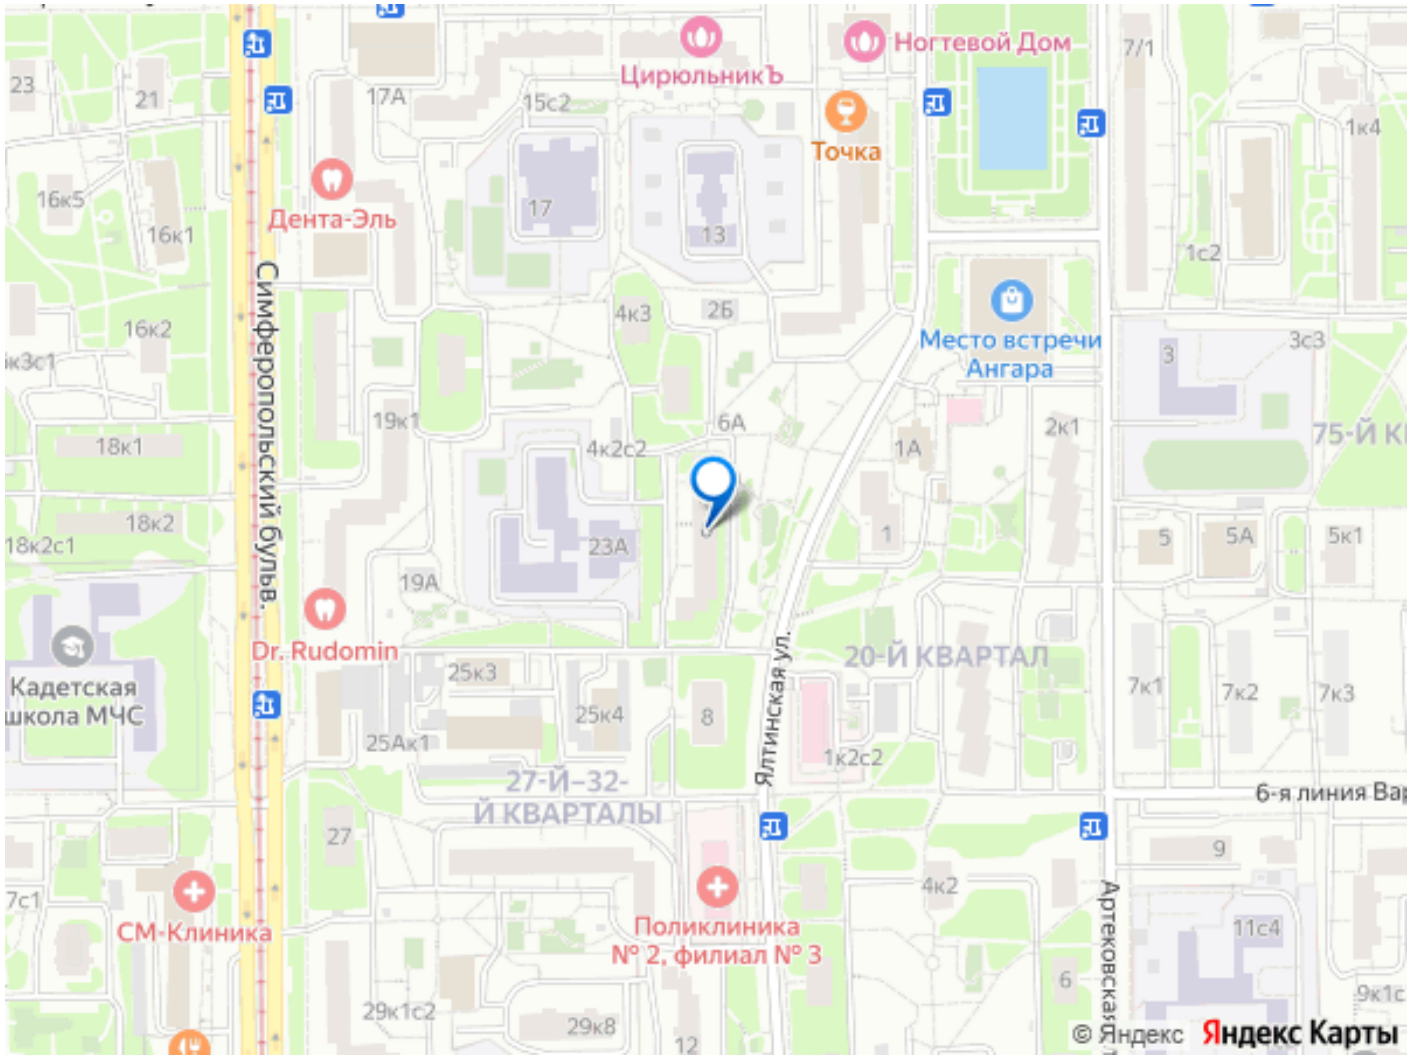 ЦирюльникЪ
Ногтевой Дом
7/1
23
21
17А
15с2
1к4
Точка
16к5
Дента-Эль
17
16к1
13
1с2
Симферопольский бульв.
4к3
2Б
16к2
Место встречи
Ангара
3
3с3
к3с1
19к1
6А
4к2с2
1А
2к1
75-Й К
18к1
18к2
18к2с1
23А
1
5
5А
5к1
19А
Dr. Rudomin
Ялтинская ул.
20-Й КВАРТАЛ
Кадетская
школа МЧС
25к3
25к4
8
7к1
7к2
7к3
25Ак1
1к2с2
27-Й–32-
Й КВАРТАЛЫ
6-я линия Вар
27
9
7с1
СМ-Клиника
Поликлиника
№ 2, филиал № 3
4к2
Артековская
11с4
6
29к1с2
29к8
12
9к1с
© Яндекс Яндекс Карты